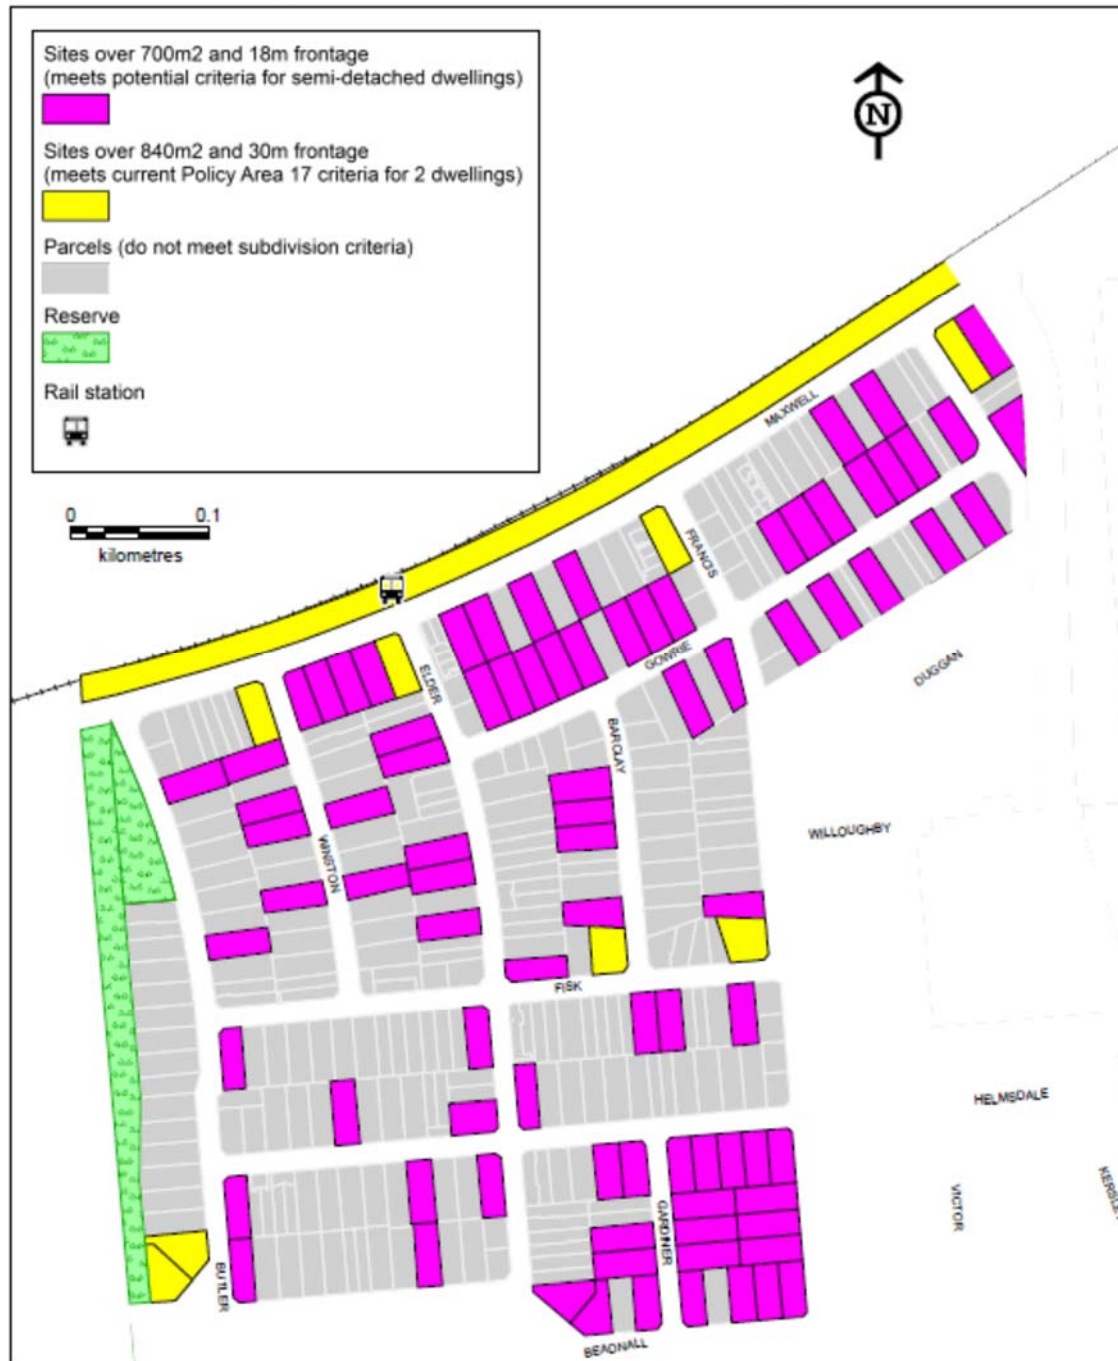 Sites over 700m2 and 18m frontage
(meets potential criteria for semi-detached dwellings)
Sites over 840m2 and 30m frontage
(meets current Policy Area 17 criteria for 2 dwellings)
Parcels (do not meet subdivision criteria)
Reserve
Rail station
N
0 0.1
kilometres
MAXWELL
FRANCIS
GOWRIE
ELDER
DUGGAN
BARCLAY
WILLOUGHBY
WINSTON
FISK
HELMSDALE
VICTOR
GARDINER
BUTLER
BEADNALL